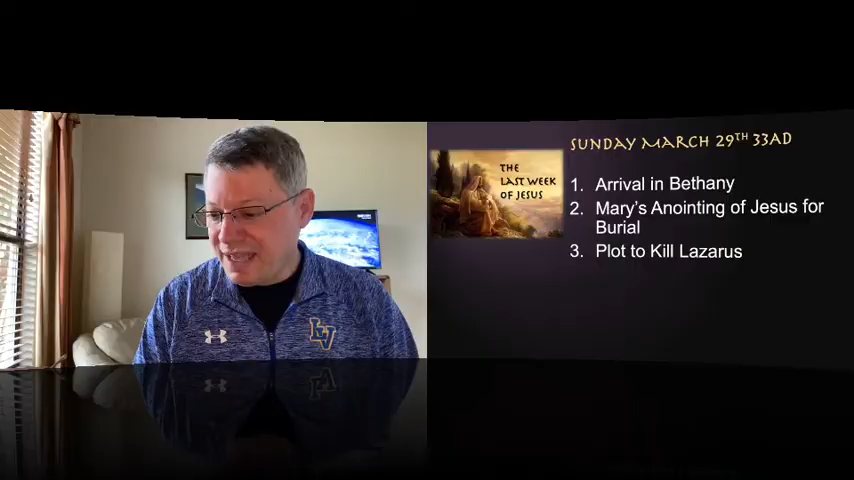 SUNDAY MARCH 29TH 33AD
THE
LAST WEEK
OF JESUS
1. Arrival in Bethany
2. Mary's Anointing of Jesus for
Burial
3. Plot to Kill Lazarus
LV